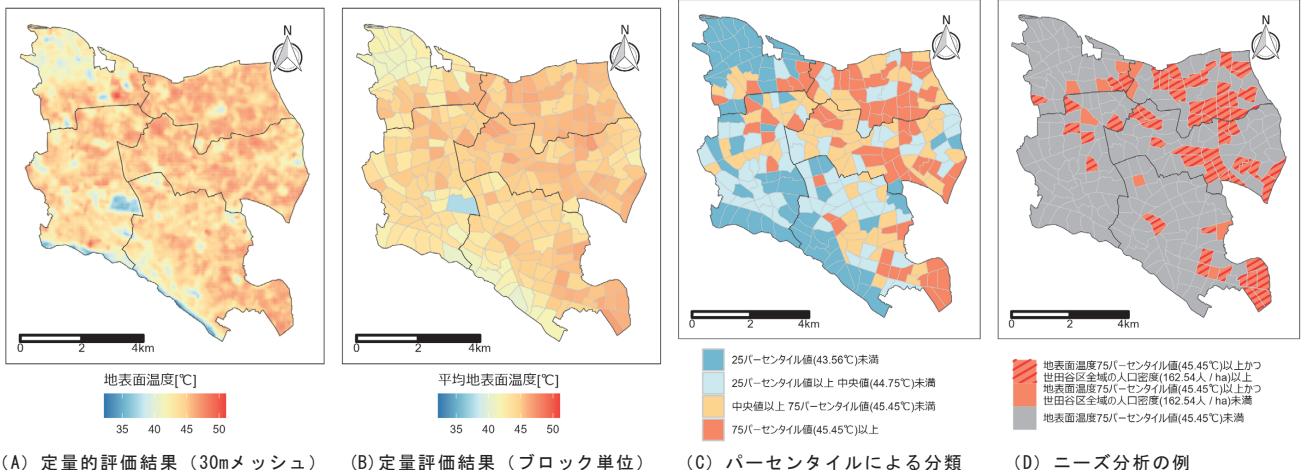 N
0
2
4km
地表面温度[℃]
35
40
45
50
(A) 定量的評価結果（30mメッシュ）
N
0
2
4km
平均地表面温度[℃]
35
40
45
50
(B)定量評価結果（ブロック単位）
N
0
2
4km
25パーセンタイル値(43.56℃)未満
25パーセンタイル値以上 中央値(44.75℃)未満
中央値以上 75パーセンタイル値(45.45℃)未満
75パーセンタイル値(45.45℃)以上
(C) パーセンタイルによる分類
N
0
2
4km
地表面温度75パーセンタイル値(45.45℃)以上かつ
世田谷区全域の人口密度(162.54人 / ha)以上
地表面温度75パーセンタイル値(45.45℃)以上かつ
世田谷区全域の人口密度(162.54人 / ha)未満
地表面温度75パーセンタイル値(45.45℃)未満
(D) ニーズ分析の例